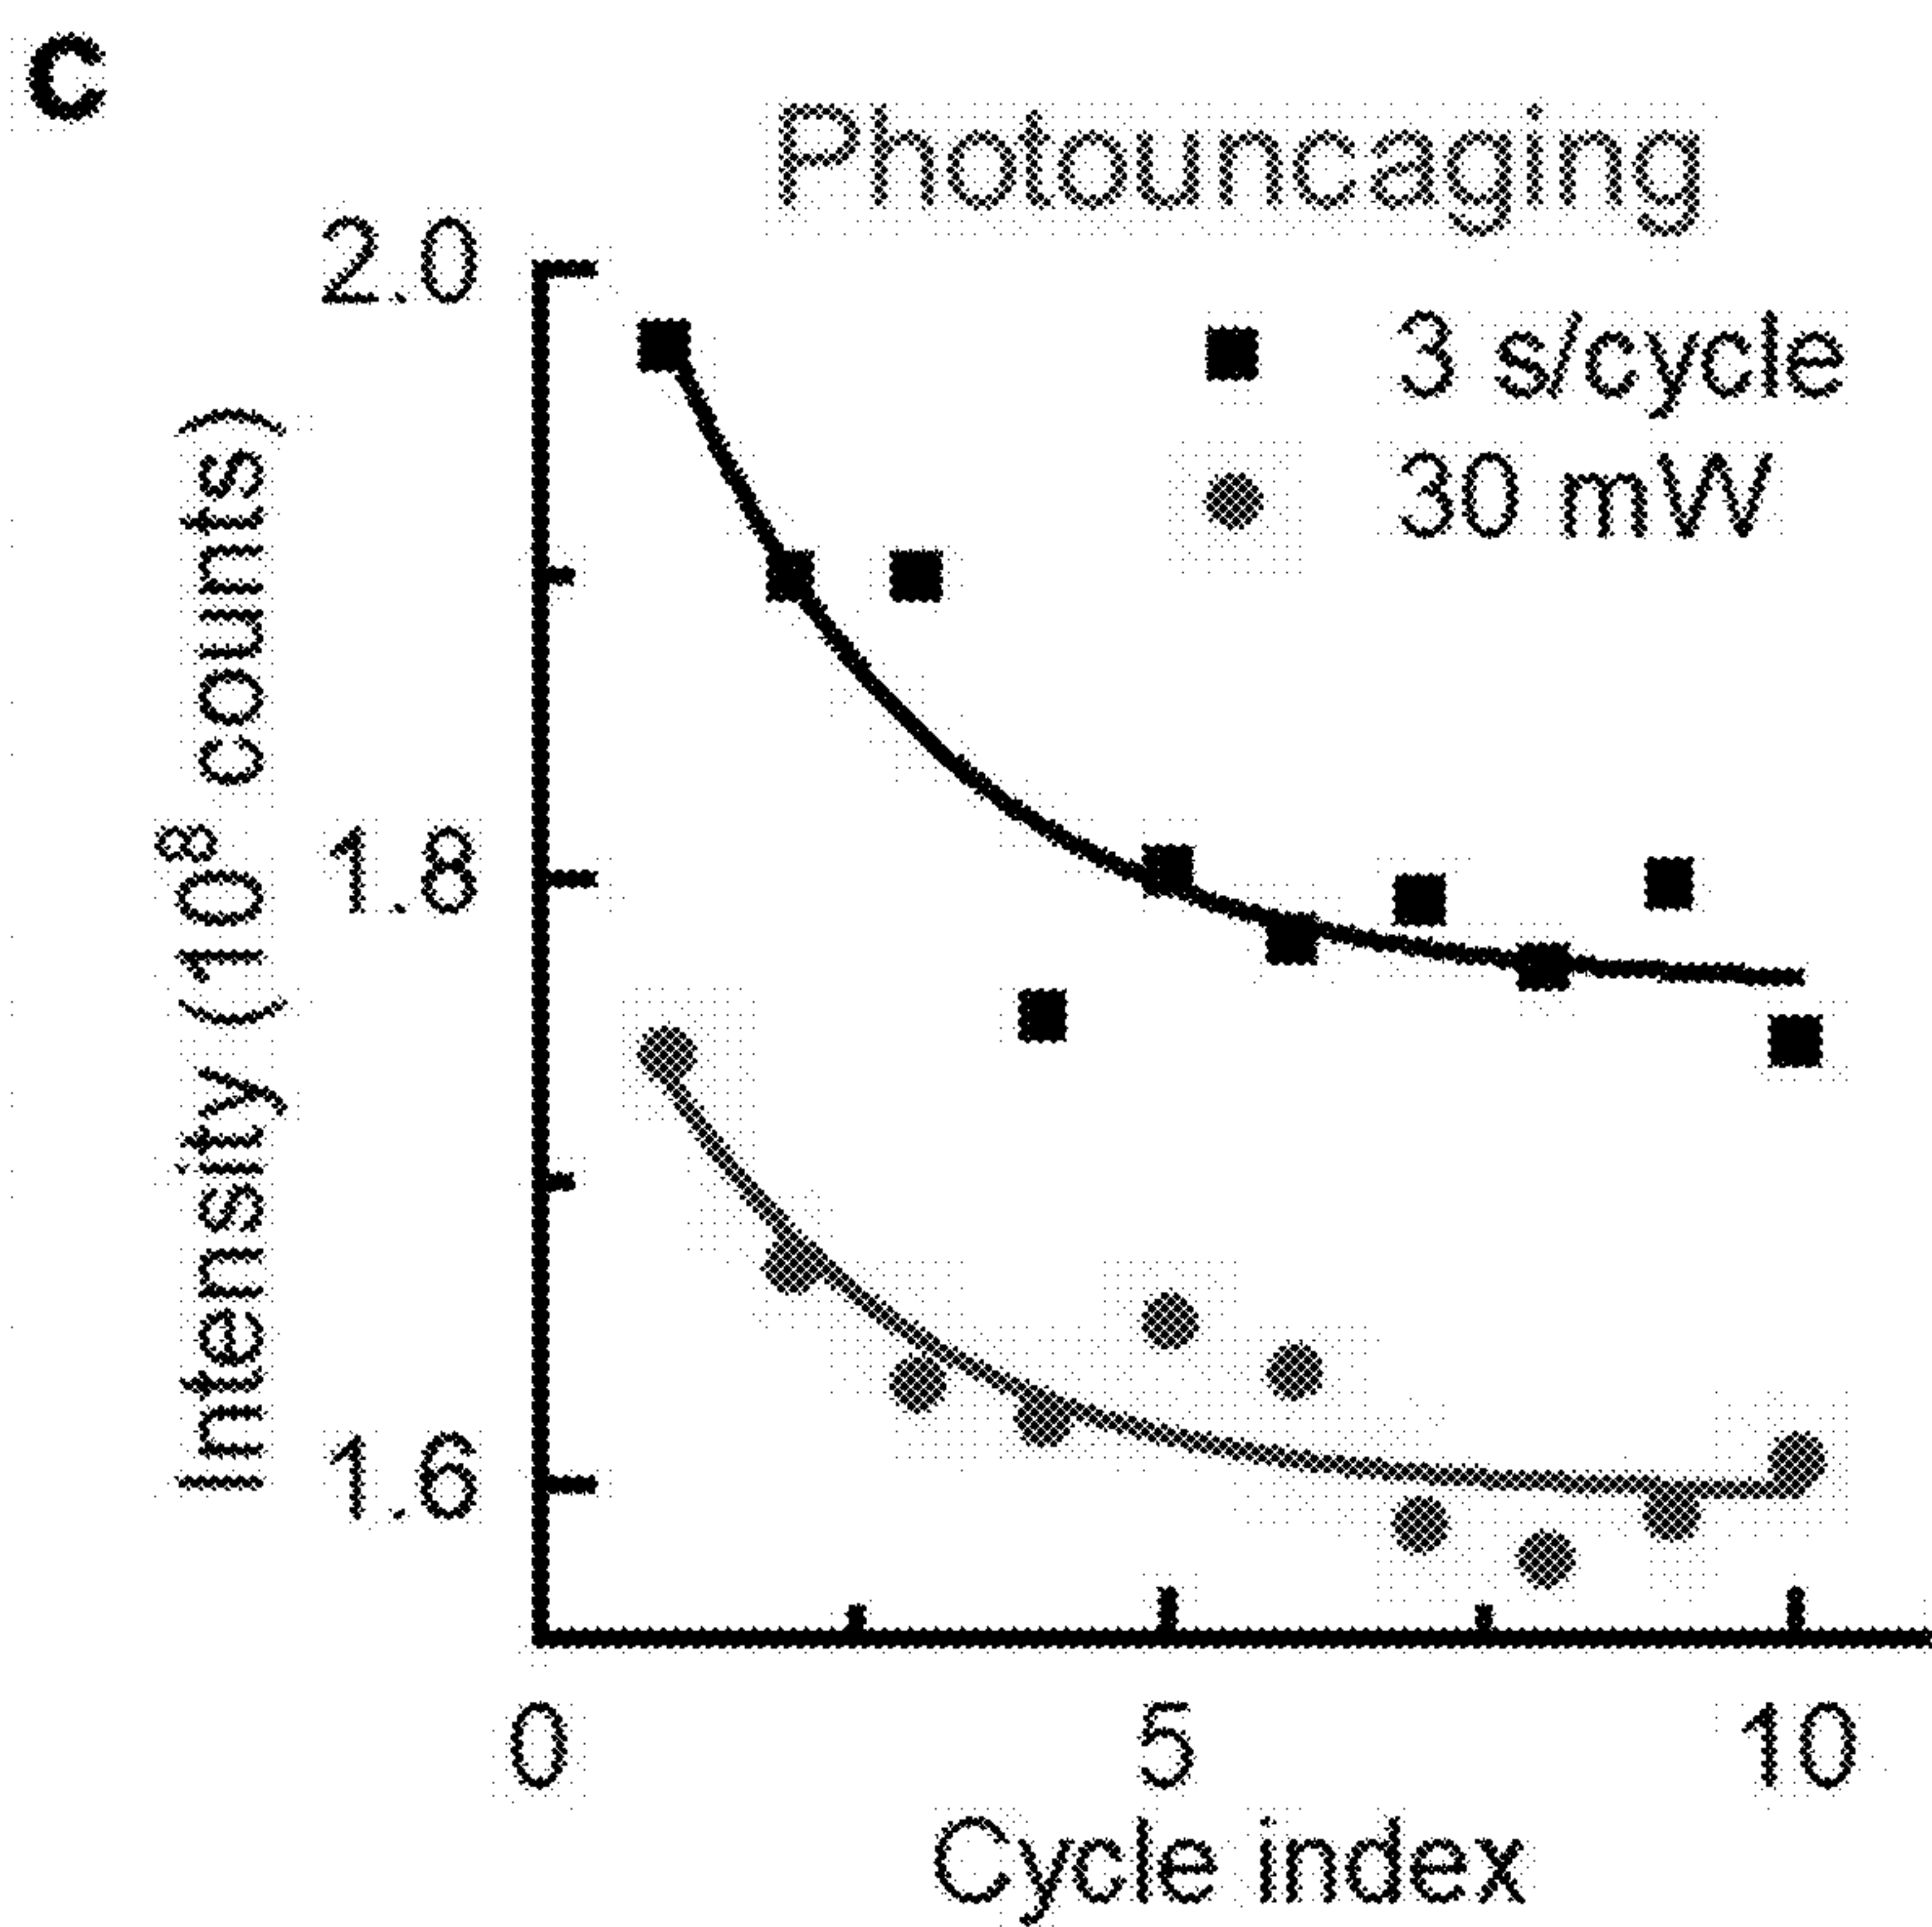 c
Photouncaging
3 s/cycle
30 mW
Intensity (10⁸ counts)
2.0
1.8
1.6
0 5 10
Cycle index